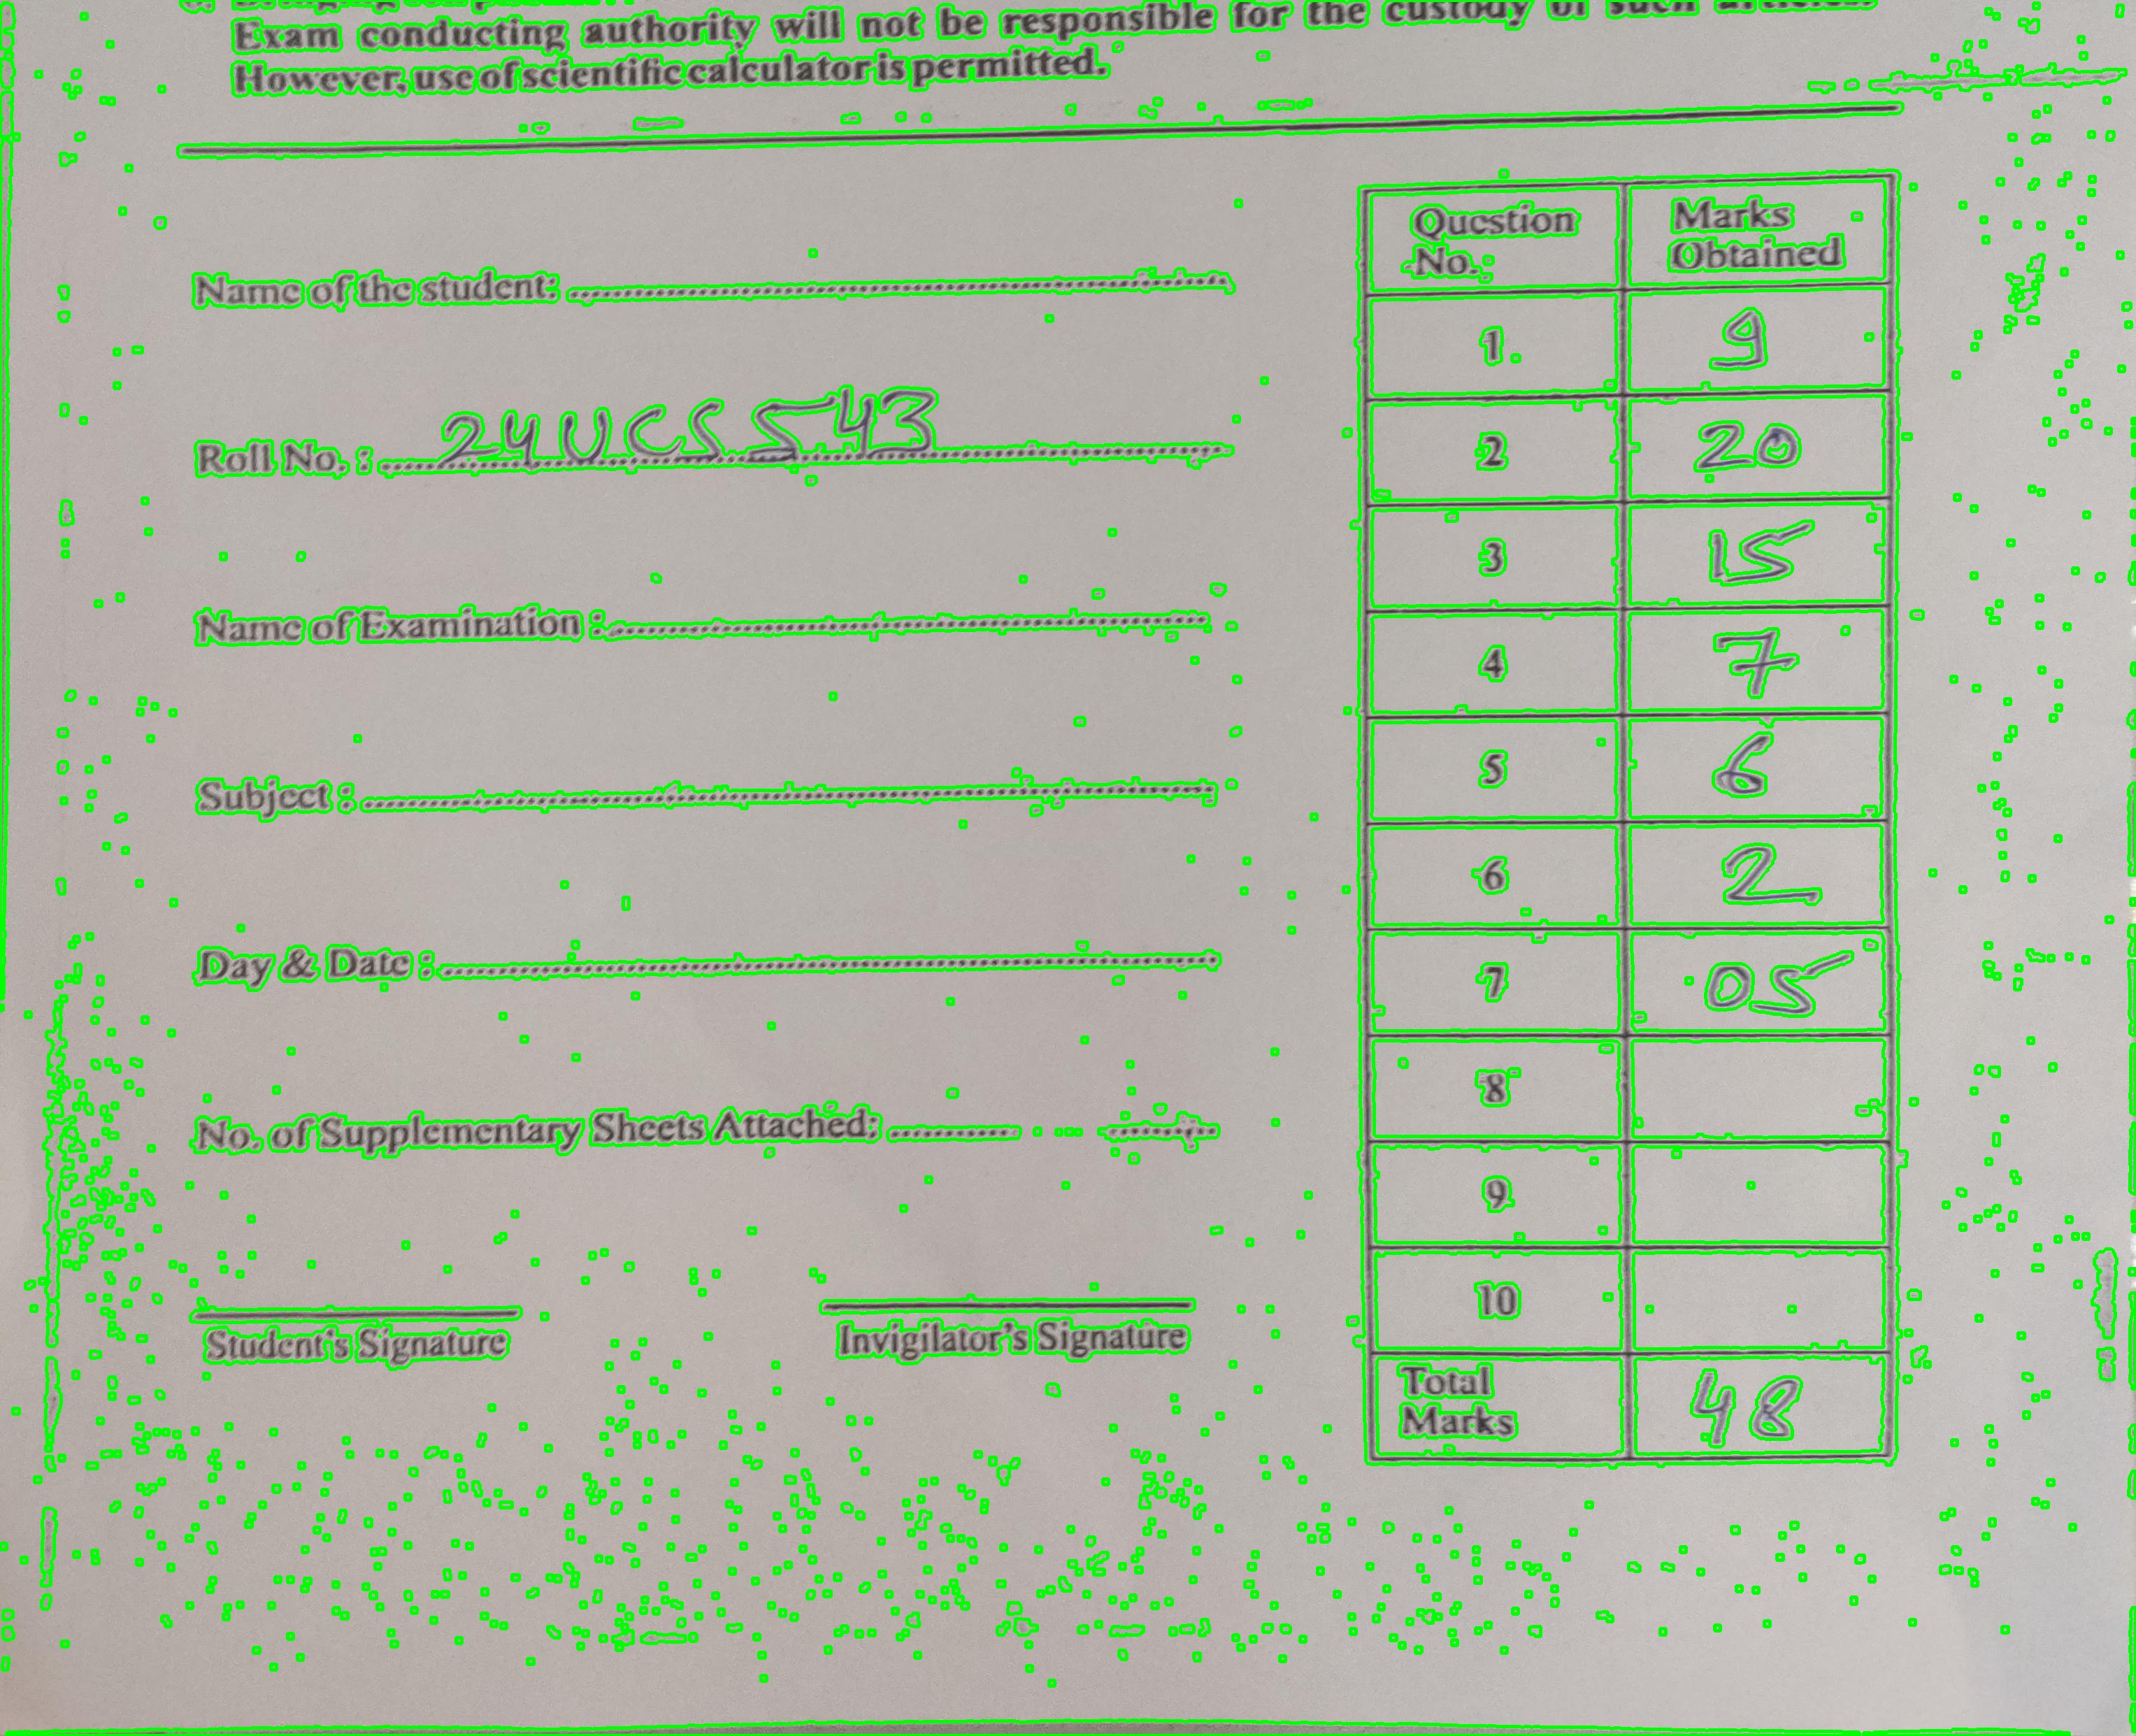 Exam conducting authority will not be responsible for the custody of such articles.
However, use of scientific calculator is permitted.
Name of the student:
Roll No. : 24UCS543
Name of Examination :
Subject :
Day & Date :
No. of Supplementary Sheets Attached:
Student's Signature
Invigilator's Signature
Question No. Marks Obtained
1 9
2 20
3 15
4 7
5 6
6 2
7 05
8
9
10
Total Marks 48